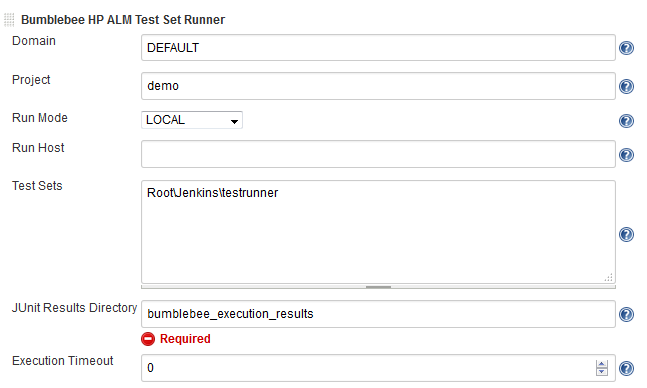 Bumblebee HP ALM Test Set Runner
Domain DEFAULT
Project demo
Run Mode LOCAL
Run Host
Test Sets Root\Jenkins\testrunner
JUnit Results Directory bumblebee_execution_results
Required
Execution Timeout 0